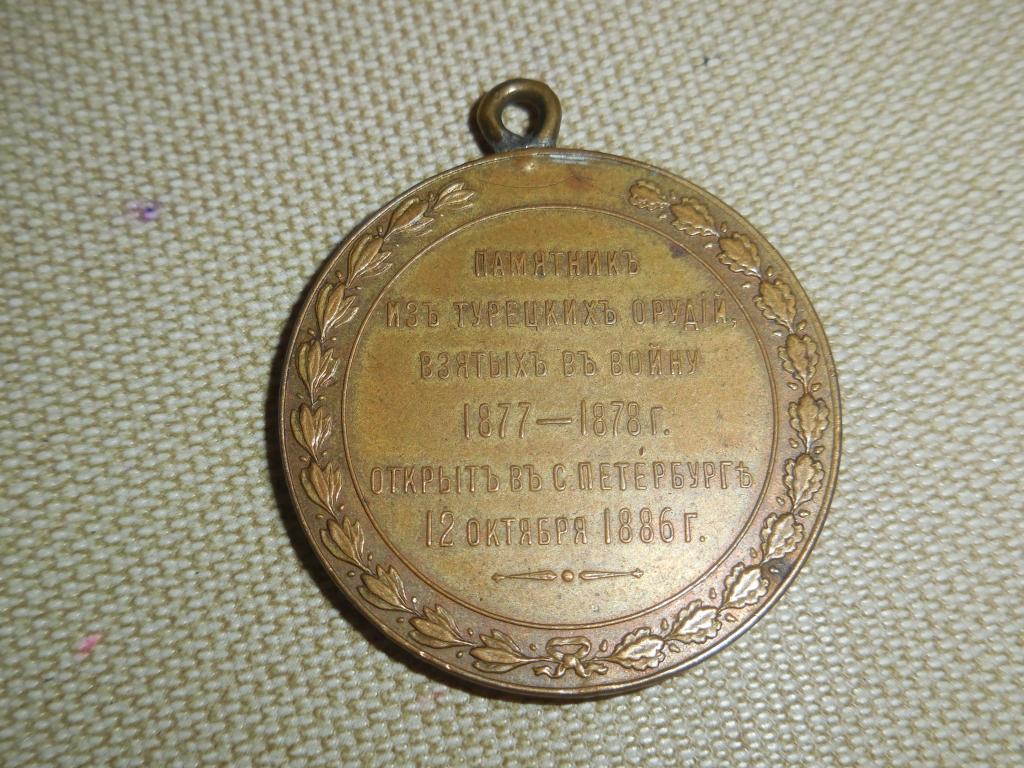 ПАМЯТНИКЪ
ИЗЪ ТУРЕЦКИХЪ ОРУДІЙ,
ВЗЯТЫХЪ ВЪ ВОЙНУ
1877—1878 г.
ОТКРЫТЪ ВЪ С. ПЕТЕРБУРГѢ
12 ОКТЯБРЯ 1886 Г.